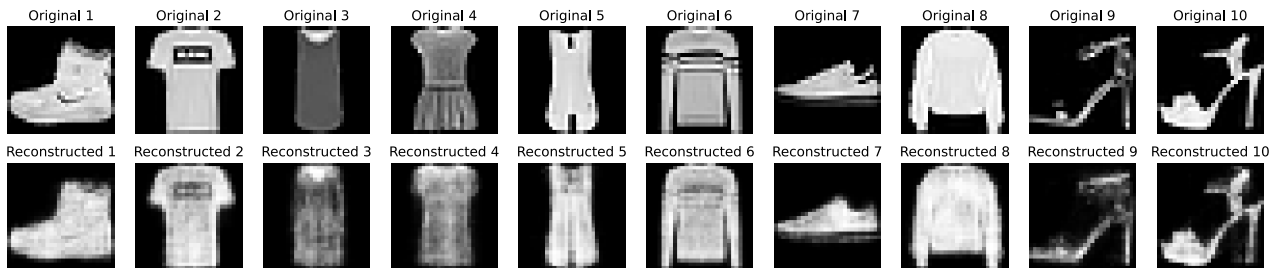 Original 1 Original 2 Original 3 Original 4 Original 5 Original 6 Original 7 Original 8 Original 9 Original 10
Reconstructed 1 Reconstructed 2 Reconstructed 3 Reconstructed 4 Reconstructed 5 Reconstructed 6 Reconstructed 7 Reconstructed 8 Reconstructed 9 Reconstructed 10